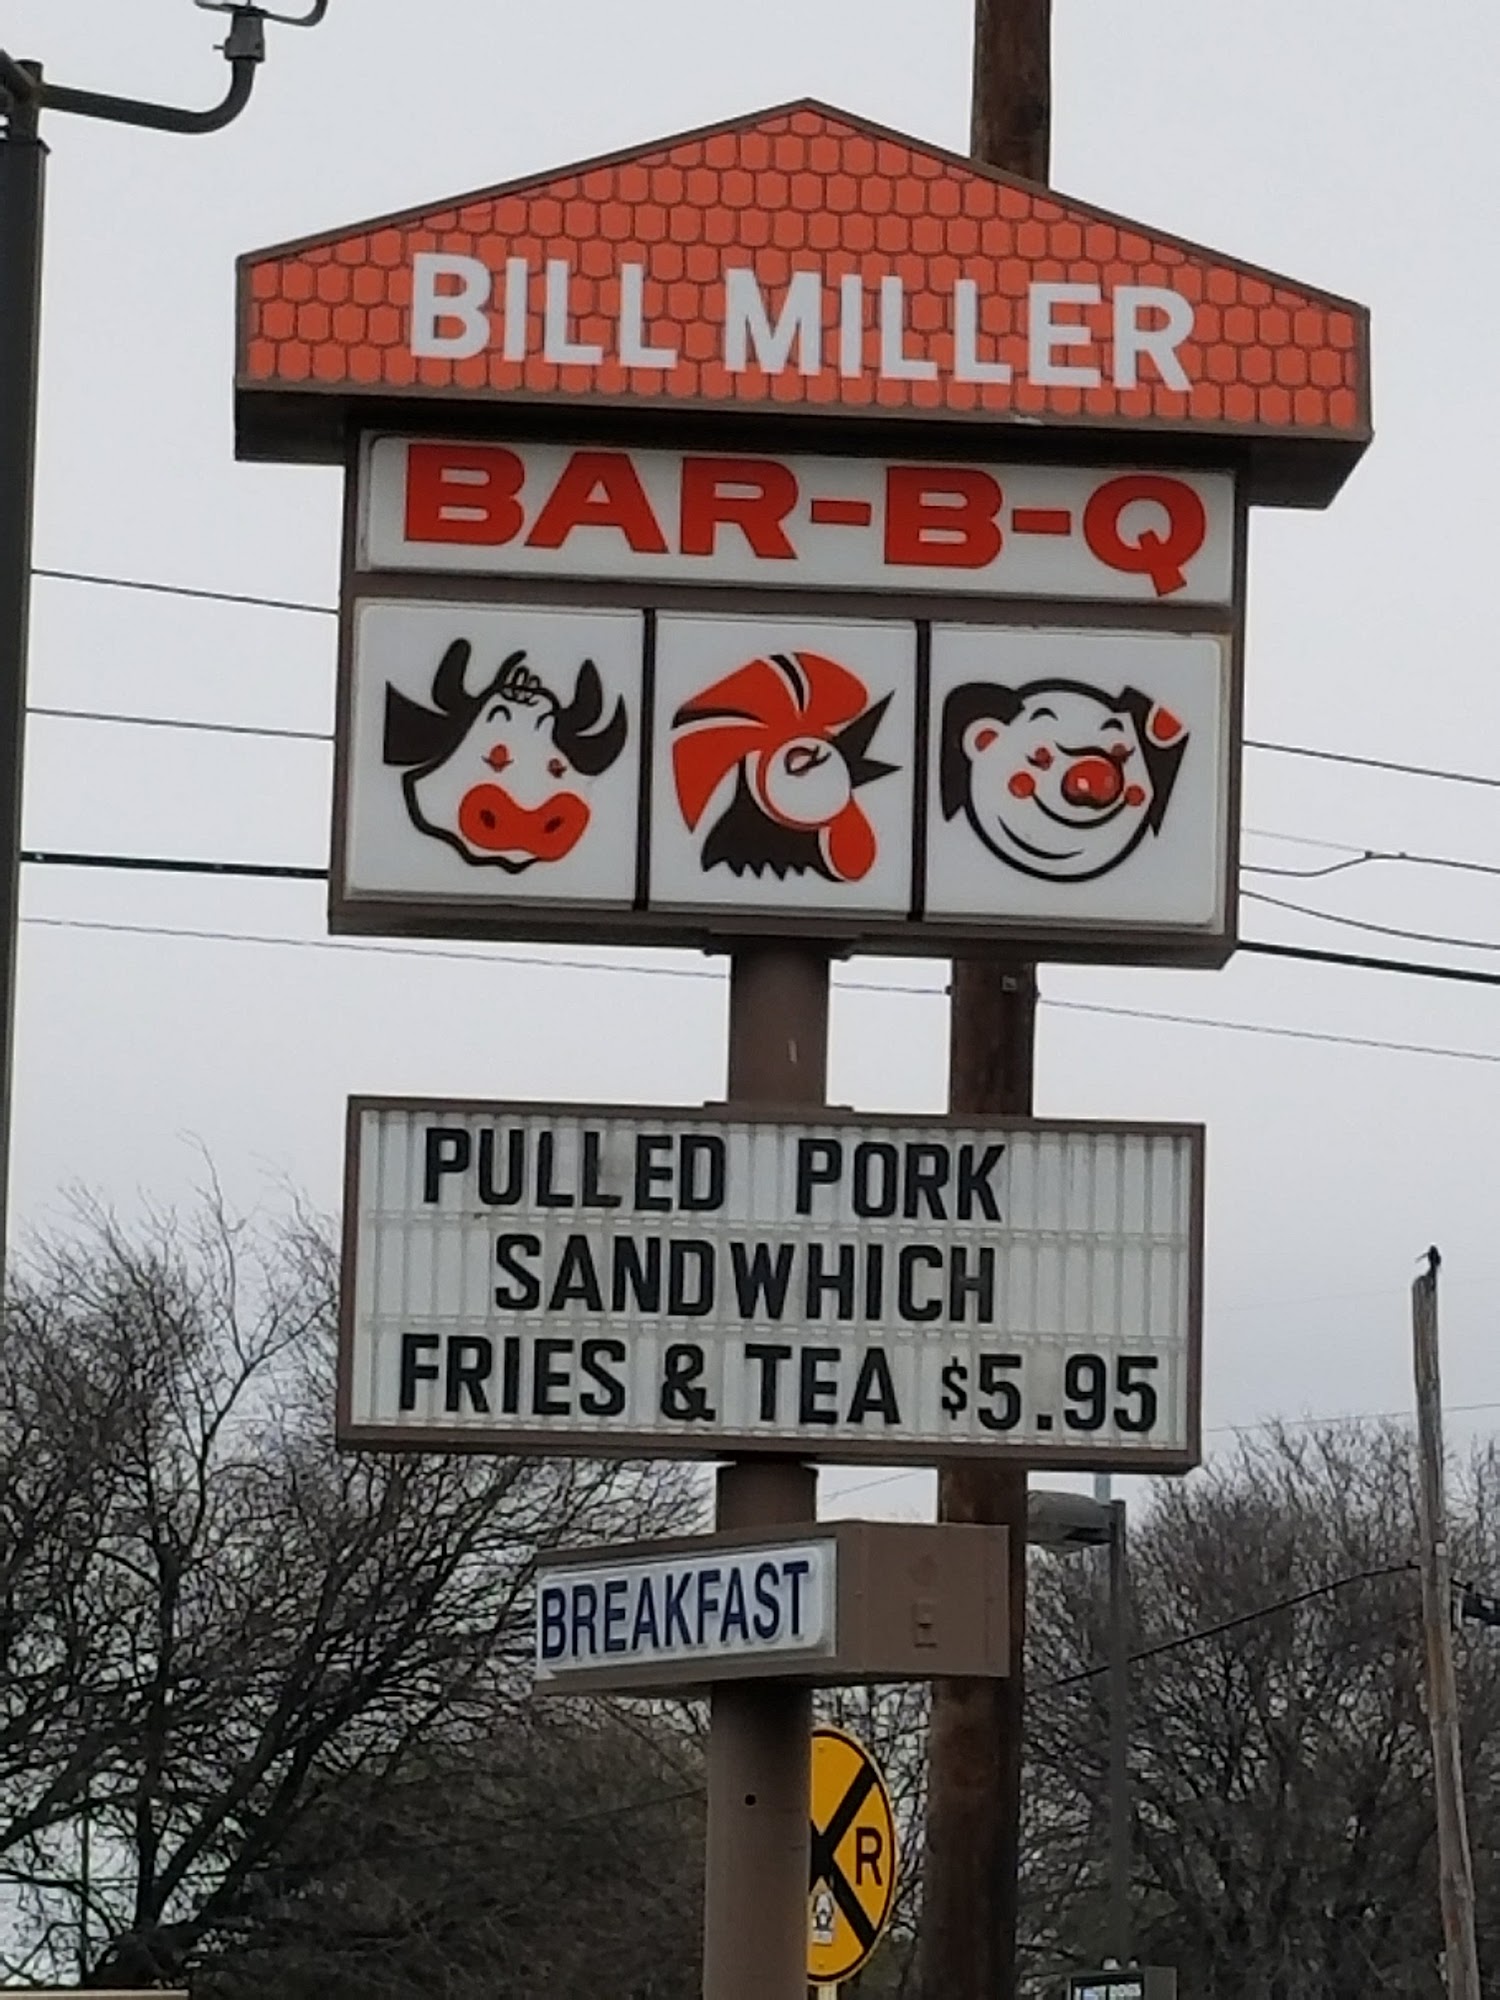 BILL MILLER
BAR-B-Q
PULLED PORK
SANDWHICH
FRIES & TEA $5.95
BREAKFAST
R